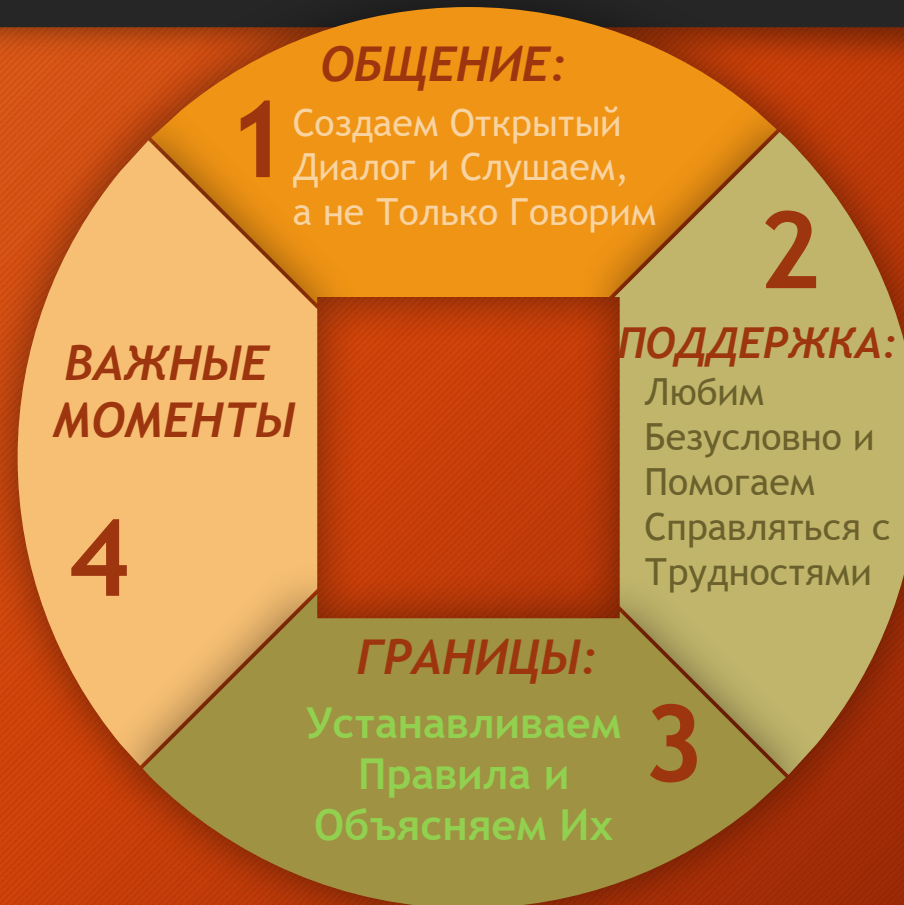 ОБЩЕНИЕ:
1
Создаем Открытый
Диалог и Слушаем,
а не Только Говорим
2
ПОДДЕРЖКА:
Любим
Безусловно и
Помогаем
Справляться с
Трудностями
ГРАНИЦЫ:
3
Устанавливаем
Правила и
Объясняем Их
ВАЖНЫЕ
МОМЕНТЫ
4